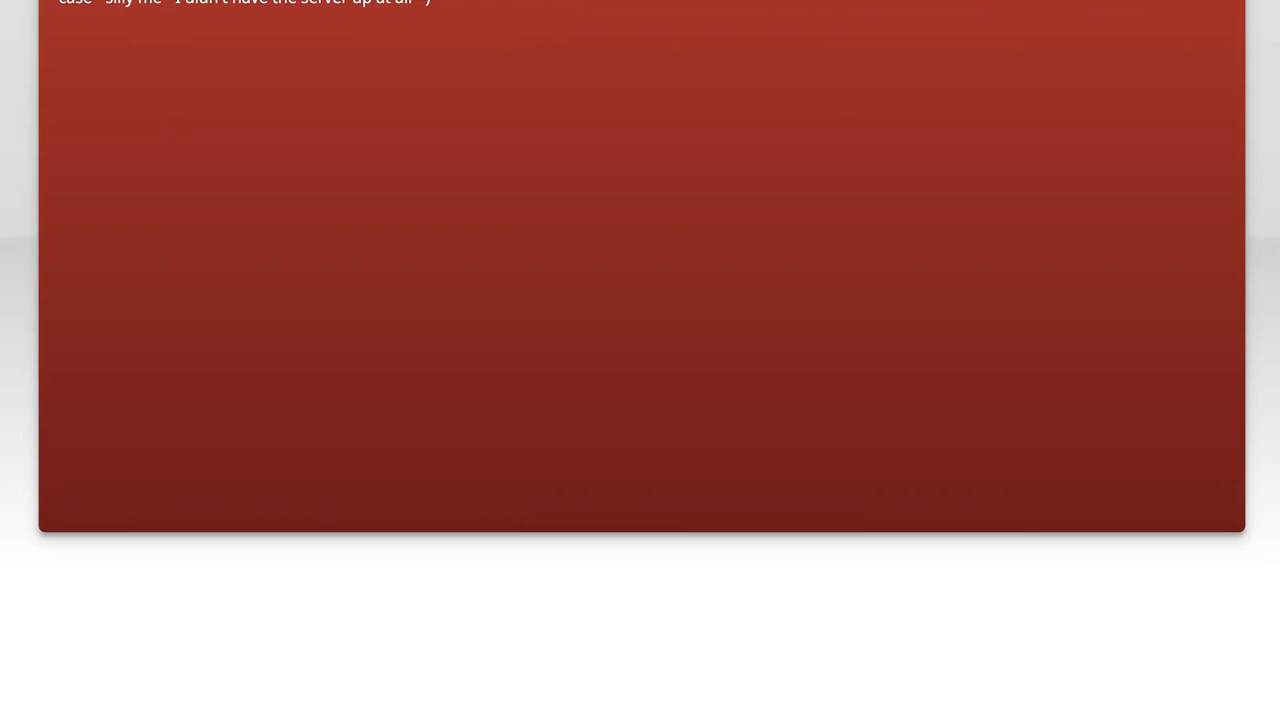 case - silly me - I didn't have the server up at all - )